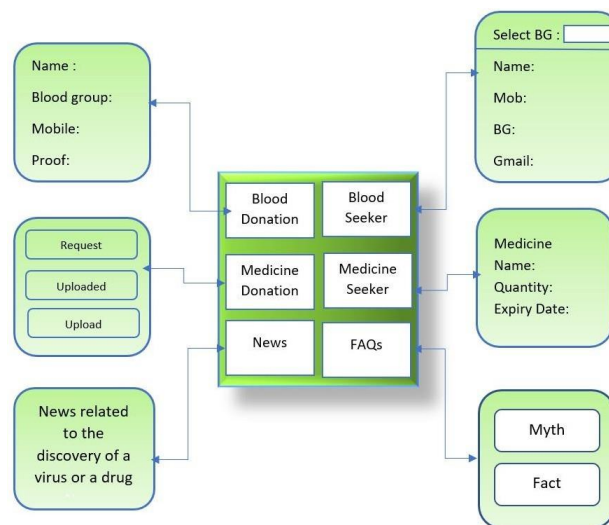 Name :
Blood group:
Mobile:
Proof:
Select BG :
Name:
Mob:
BG:
Gmail:
Blood
Donation
Blood
Seeker
Medicine
Donation
Medicine
Seeker
News
FAQs
Request
Uploaded
Upload
Medicine
Name:
Quantity:
Expiry Date:
News related
to the
discovery of a
virus or a drug
Myth
Fact